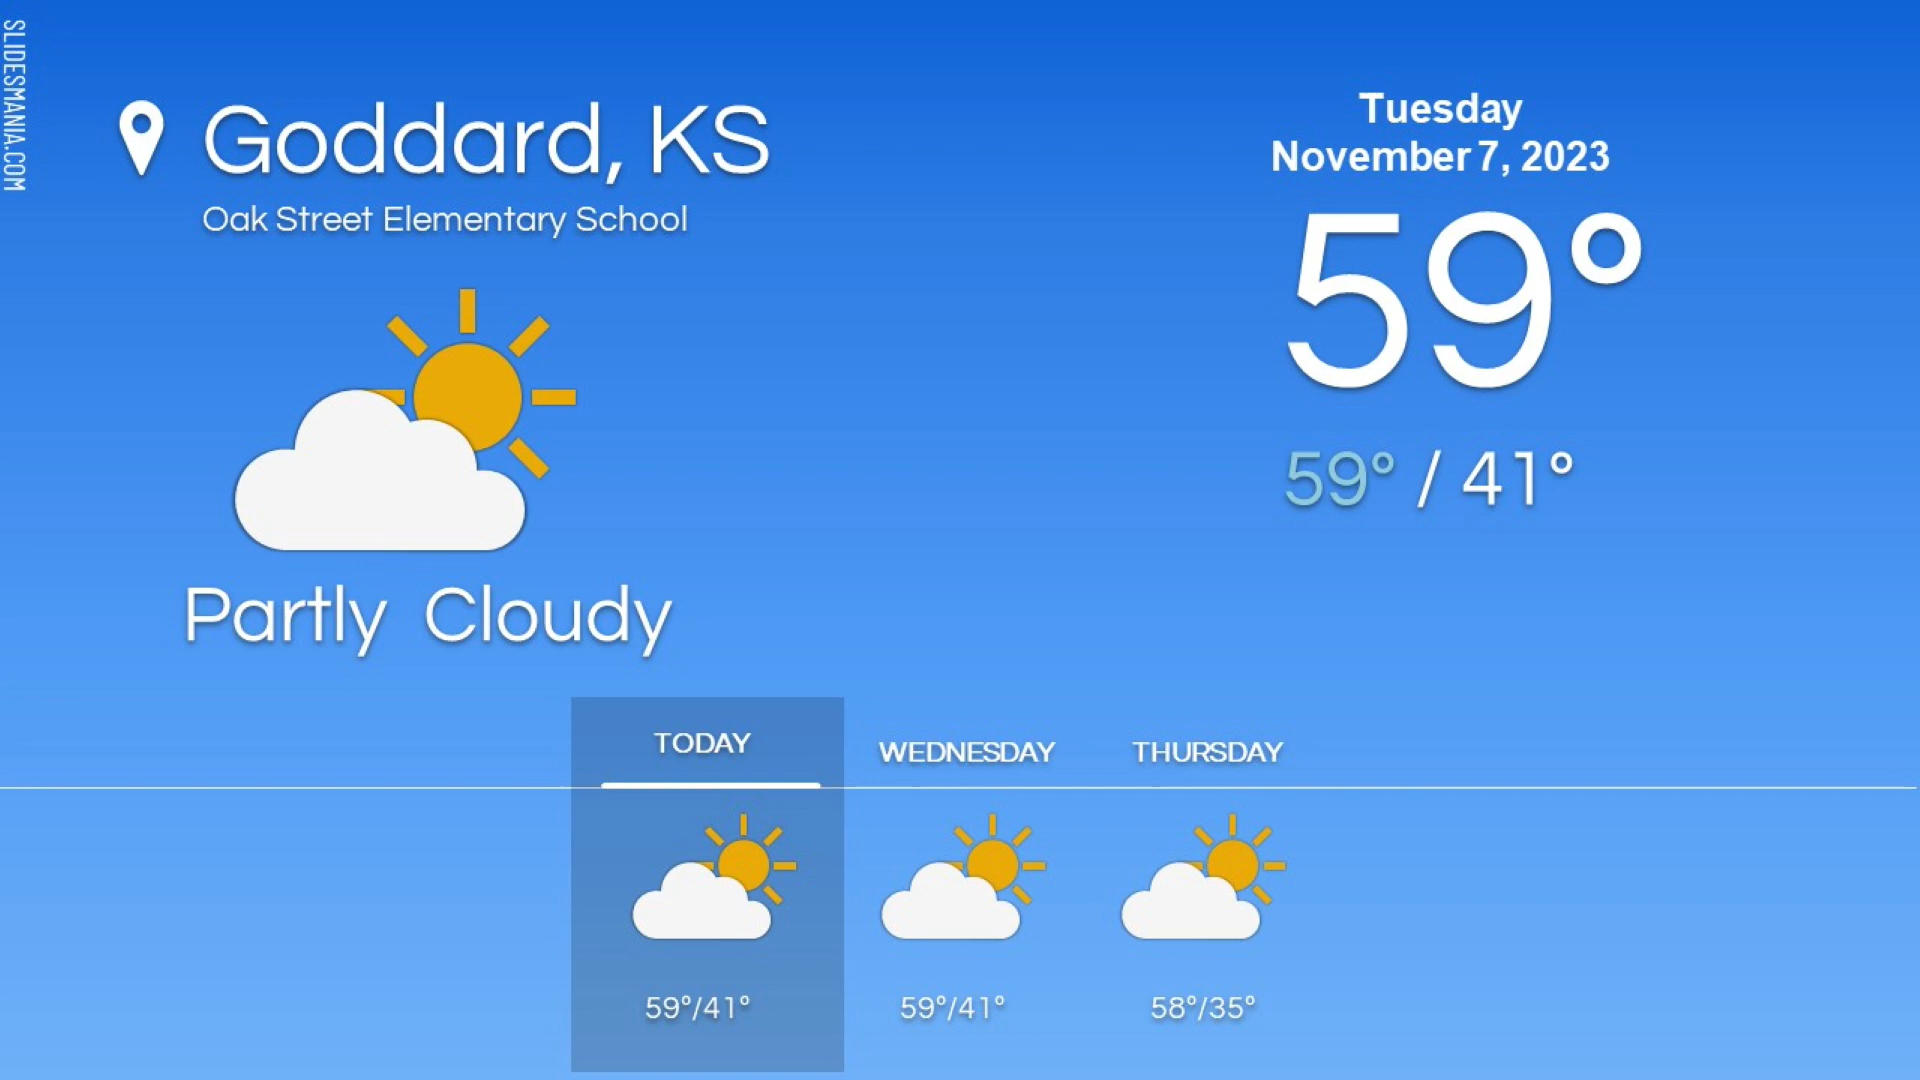 SLIDESMANIA.COM
Goddard, KS
Oak Street Elementary School
Tuesday
November 7, 2023
59°
59° / 41°
Partly Cloudy
TODAY
WEDNESDAY
THURSDAY
59°/41°
59°/41°
58°/35°